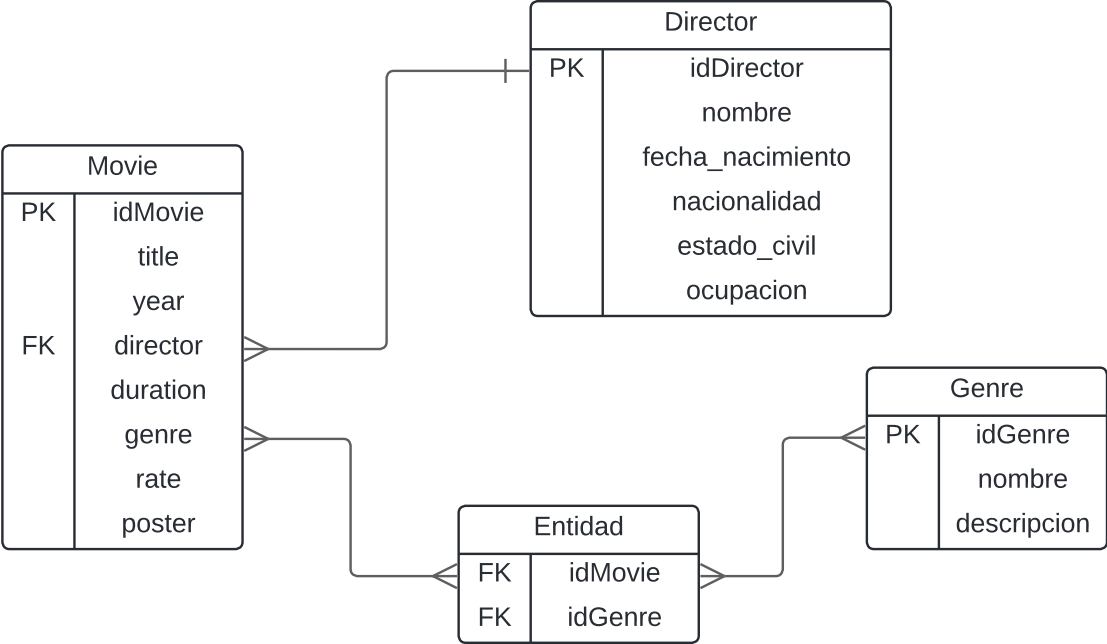 Director
PK idDirector
nombre
fecha_nacimiento
nacionalidad
estado_civil
ocupacion
Movie
PK idMovie
title
year
FK director
duration
genre
rate
poster
Genre
PK idGenre
nombre
descripcion
Entidad
FK idMovie
FK idGenre